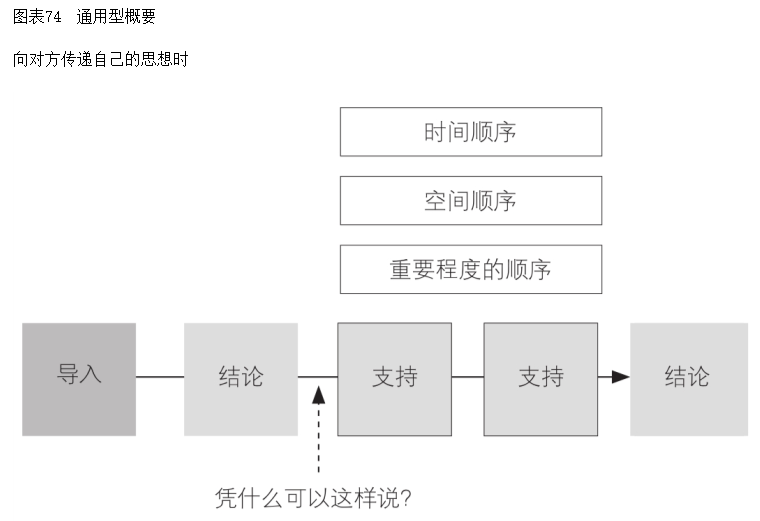 图表74　通用型概要
向对方传递自己的思想时
时间顺序
空间顺序
重要程度的顺序
导入
结论
支持
支持
结论
凭什么可以这样说?